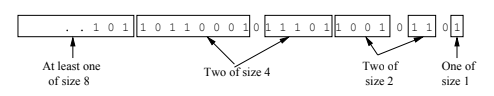 . . 1 0 1 1 0 1 1 0 0 0 1 0 1 1 1 0 1 1 0 0 1 0 1 1 0 1
At least one of size 8
Two of size 4
Two of size 2
One of size 1